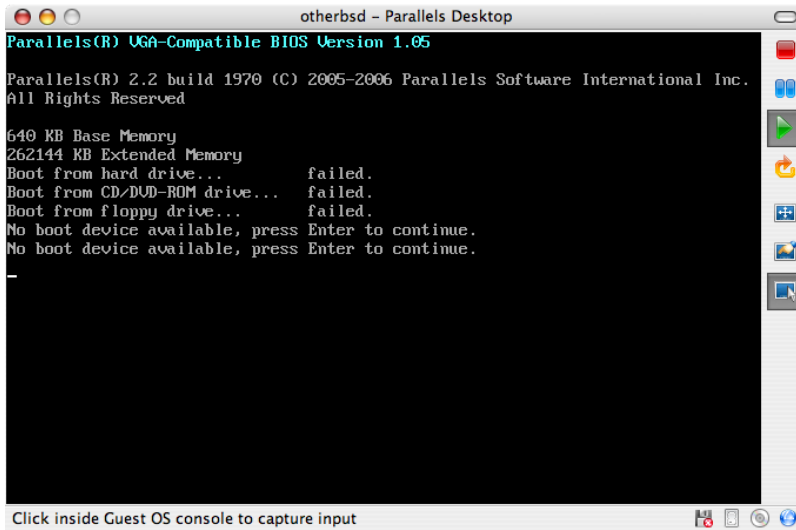 otherbsd – Parallels Desktop
Parallels(R) VGA-Compatible BIOS Version 1.05
Parallels(R) 2.2 build 1970 (C) 2005-2006 Parallels Software International Inc.
All Rights Reserved
640 KB Base Memory
262144 KB Extended Memory
Boot from hard drive... failed.
Boot from CD/DVD-ROM drive... failed.
Boot from floppy drive... failed.
No boot device available, press Enter to continue.
No boot device available, press Enter to continue.
Click inside Guest OS console to capture input